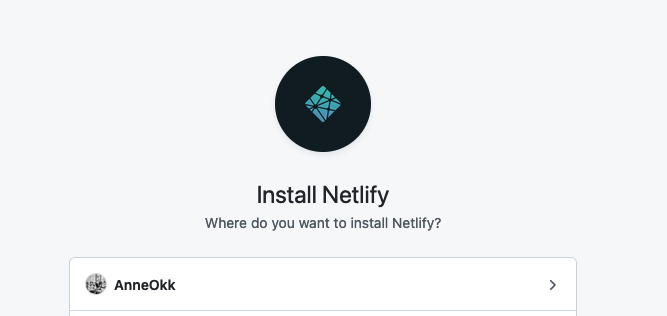 Install Netlify
Where do you want to install Netlify?
AnneOkk